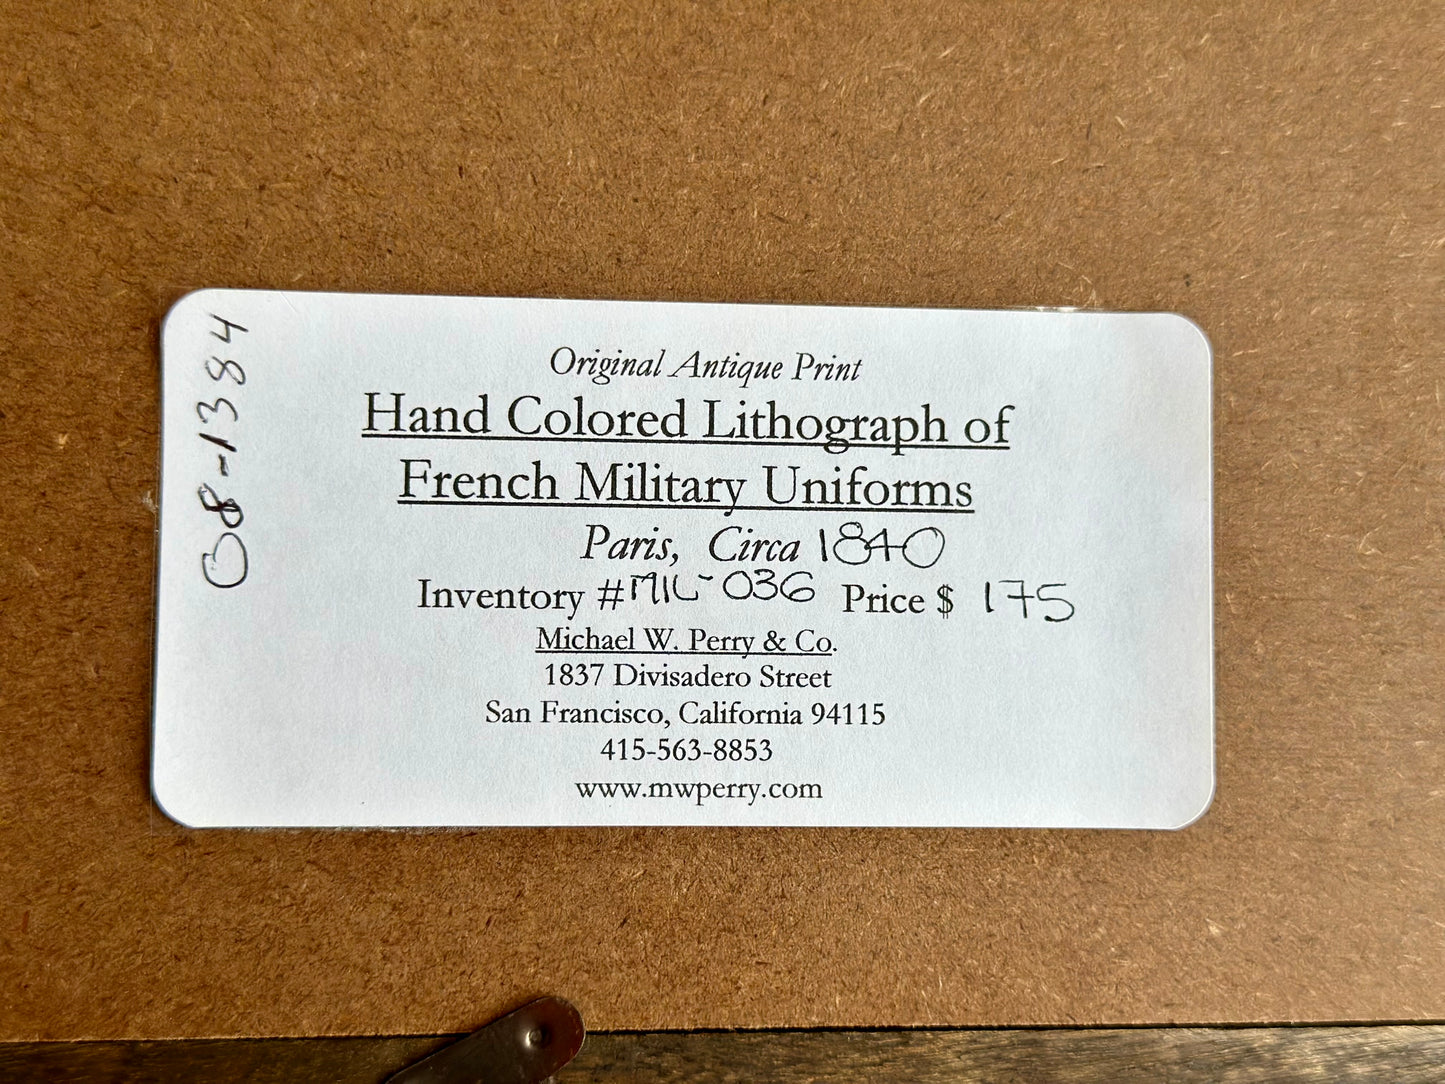 08-1384
Original Antique Print
Hand Colored Lithograph of
French Military Uniforms
Paris, Circa 1840
Inventory #MIL-036 Price $ 175
Michael W. Perry & Co.
1837 Divisadero Street
San Francisco, California 94115
415-563-8853
www.mwperry.com